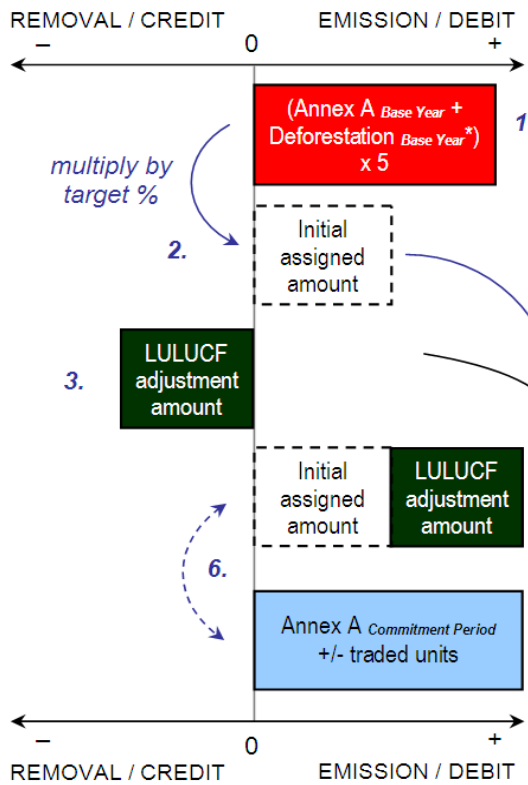 REMOVAL / CREDIT EMISSION / DEBIT
– 0 +
(Annex A Base Year +
Deforestation Base Year*)
x 5
1
multiply by
target %
2.
Initial
assigned
amount
3.
LULUCF
adjustment
amount
Initial
assigned
amount
LULUCF
adjustment
amount
6.
Annex A Commitment Period
+/- traded units
– 0 +
REMOVAL / CREDIT EMISSION / DEBIT